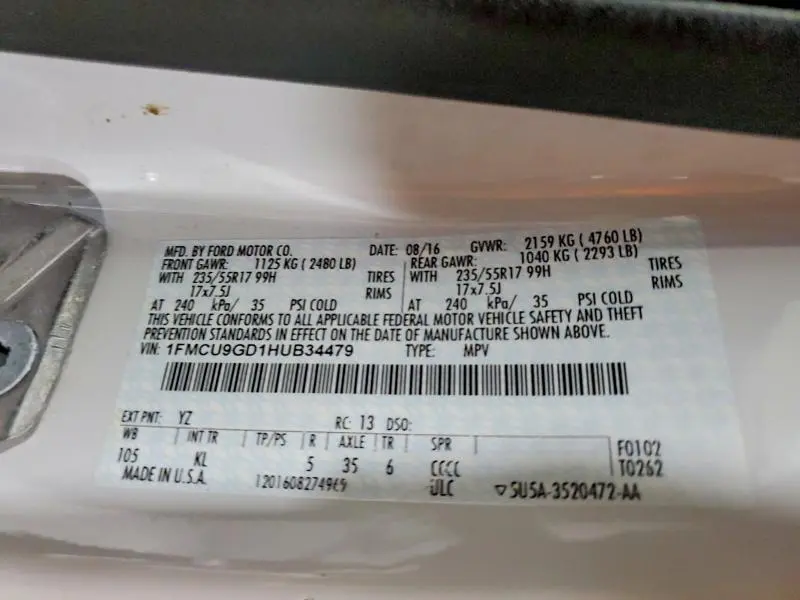 MFD. BY FORD MOTOR CO. DATE: 08/16 GVWR: 2159 KG ( 4760 LB)
FRONT GAWR: 1125 KG ( 2480 LB) REAR GAWR: 1040 KG ( 2293 LB)
WITH 235/55R17 99H TIRES WITH 235/55R17 99H TIRES
17x7.5J RIMS 17x7.5J RIMS
AT 240 kPa/ 35 PSI COLD AT 240 kPa/ 35 PSI COLD
THIS VEHICLE CONFORMS TO ALL APPLICABLE FEDERAL MOTOR VEHICLE SAFETY AND THEFT
PREVENTION STANDARDS IN EFFECT ON THE DATE OF MANUFACTURE SHOWN ABOVE.
VIN: 1FMCU9GD1HUB34479 TYPE: MPV
EXT PNT: YZ RC: 13 DSO:
WB INT TR TP/PS R AXLE TR SPR F0102
105 KL 5 35 6 CCCC T0262
MADE IN U.S.A. ULC ▽5U5A-3520472-AA